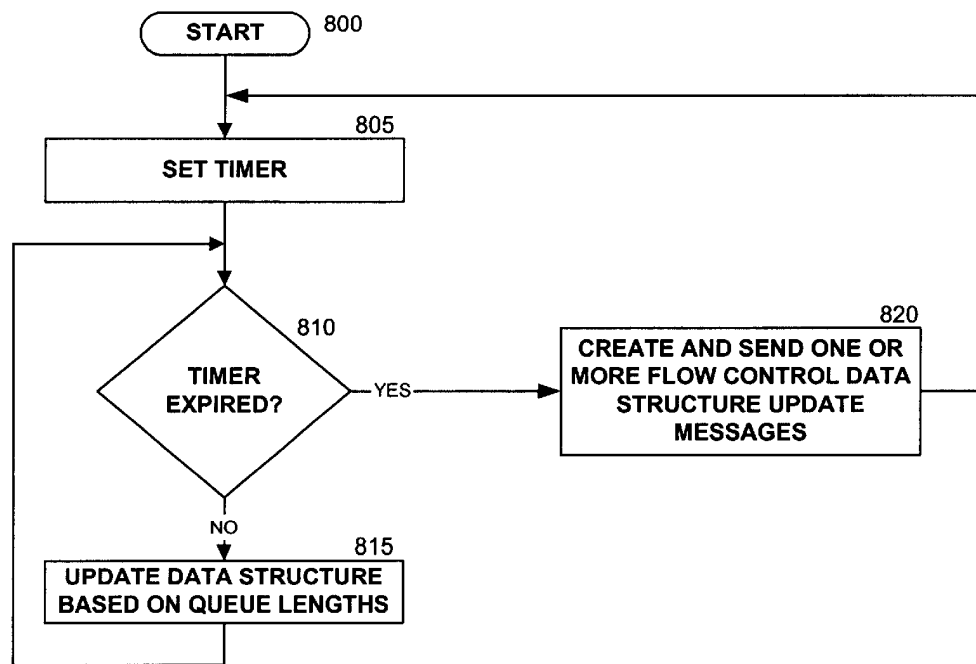 START
800
805
SET TIMER
810
TIMER
EXPIRED?
YES
820
CREATE AND SEND ONE OR
MORE FLOW CONTROL DATA
STRUCTURE UPDATE
MESSAGES
NO
815
UPDATE DATA STRUCTURE
BASED ON QUEUE LENGTHS